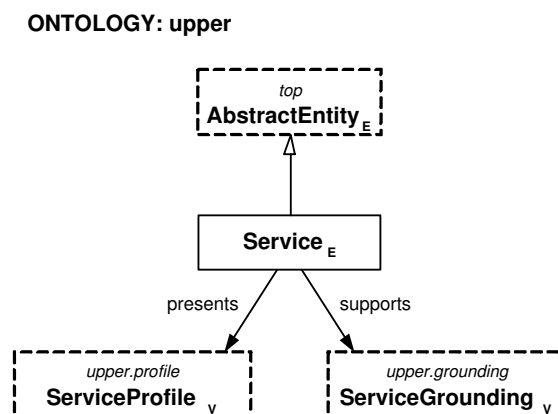 ONTOLOGY: upper
top
AbstractEntity E
Service E
presents supports
upper.profile upper.grounding
ServiceProfile V ServiceGrounding V